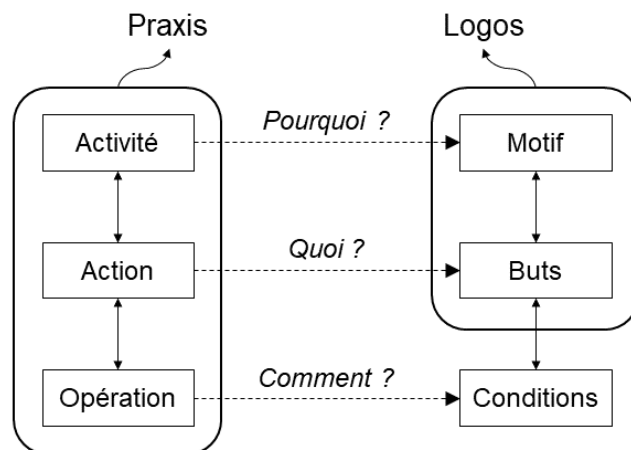 Praxis
Logos
Activité
Pourquoi ?
Motif
Action
Quoi ?
Buts
Opération
Comment ?
Conditions